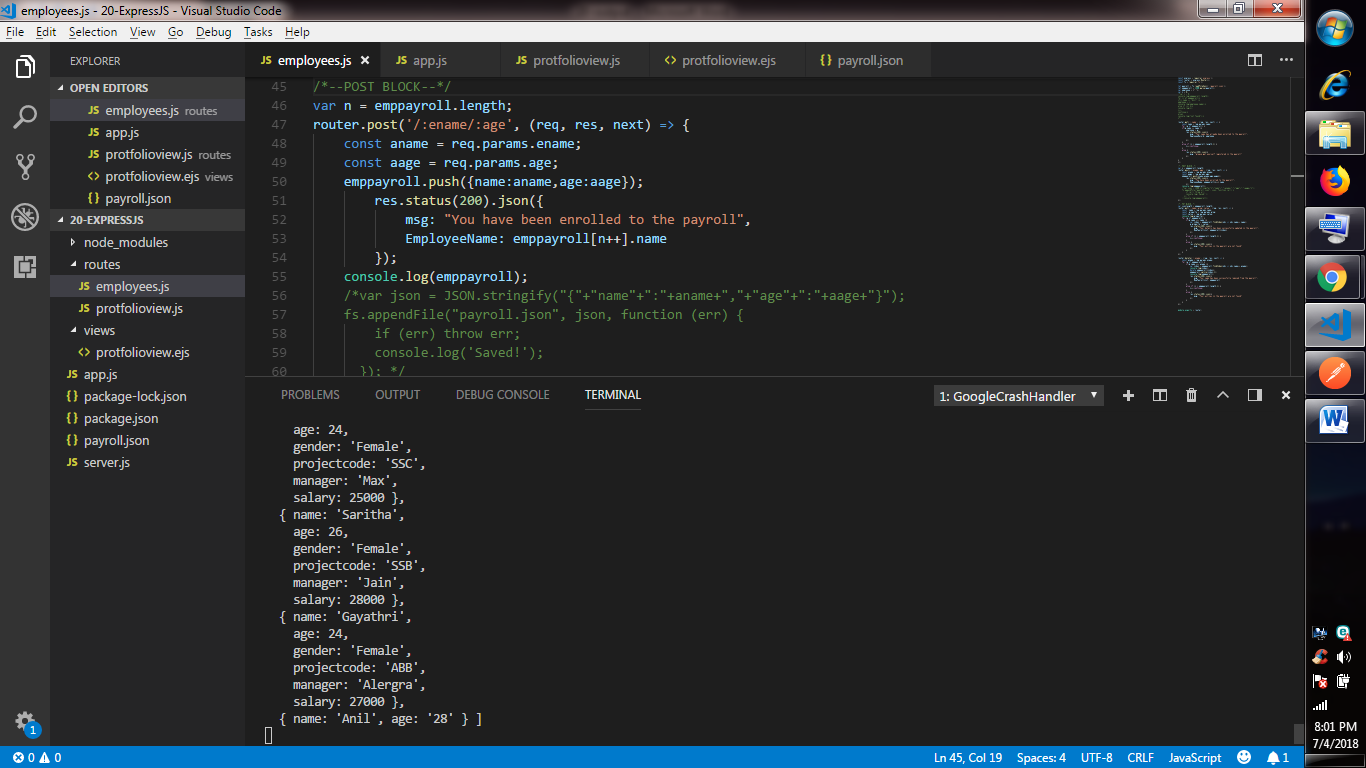 employees.js - 20-ExpressJS - Visual Studio Code
File Edit Selection View Go Debug Tasks Help
EXPLORER
OPEN EDITORS
JS employees.js routes
JS app.js
JS protfolioview.js routes
<> protfolioview.ejs views
{} payroll.json
20-EXPRESSJS
node_modules
routes
JS employees.js
JS protfolioview.js
views
<> protfolioview.ejs
JS app.js
{} package-lock.json
{} package.json
{} payroll.json
JS server.js
1
JS employees.js
JS app.js
JS protfolioview.js
<> protfolioview.ejs
{} payroll.json
45 /*--POST BLOCK--*/
46 var n = emppayroll.length;
47 router.post('/:ename/:age', (req, res, next) => {
48 const aname = req.params.ename;
49 const aage = req.params.age;
50 emppayroll.push({name:aname,age:aage});
51 res.status(200).json({
52 msg: "You have been enrolled to the payroll",
53 EmployeeName: emppayroll[n++].name
54 });
55 console.log(emppayroll);
56 /*var json = JSON.stringify("{"+"name"+":"+aname+","+"age"+":"+aage+"}");
57 fs.appendFile("payroll.json", json, function (err) {
58 if (err) throw err;
59 console.log('Saved!');
60 }); */
PROBLEMS OUTPUT DEBUG CONSOLE TERMINAL
1: GoogleCrashHandler
age: 24,
gender: 'Female',
projectcode: 'SSC',
manager: 'Max',
salary: 25000 },
{ name: 'Saritha',
age: 26,
gender: 'Female',
projectcode: 'SSB',
manager: 'Jain',
salary: 28000 },
{ name: 'Gayathri',
age: 24,
gender: 'Female',
projectcode: 'ABB',
manager: 'Alergra',
salary: 27000 },
{ name: 'Anil', age: '28' } ]
0 0
Ln 45, Col 19 Spaces: 4 UTF-8 CRLF JavaScript 1
8:01 PM
7/4/2018